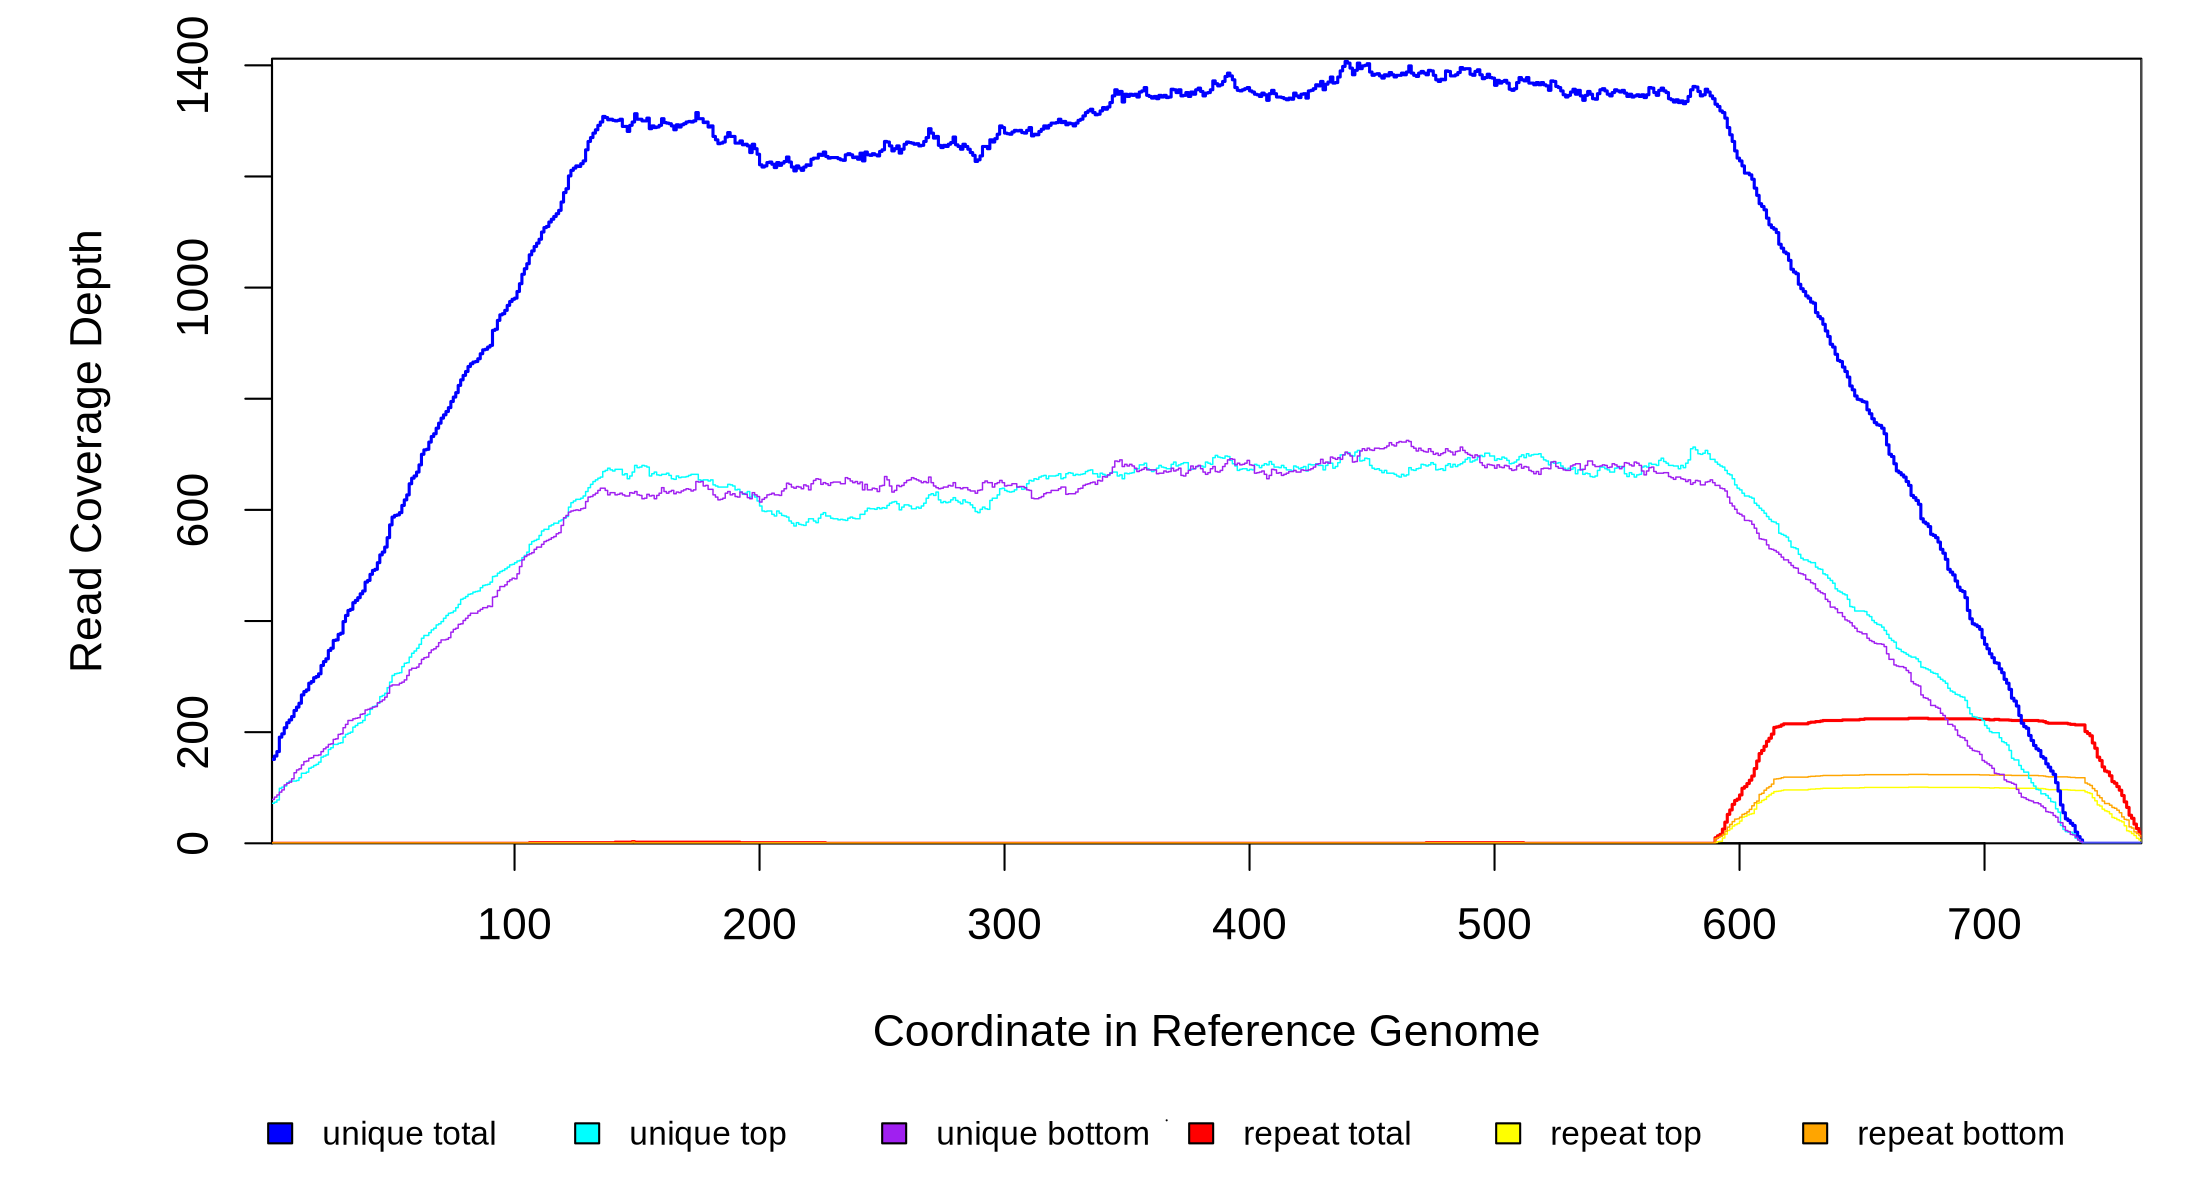 Read Coverage Depth
1400
1000
600
200
0
100 200 300 400 500 600 700
Coordinate in Reference Genome
unique total unique top unique bottom repeat total repeat top repeat bottom